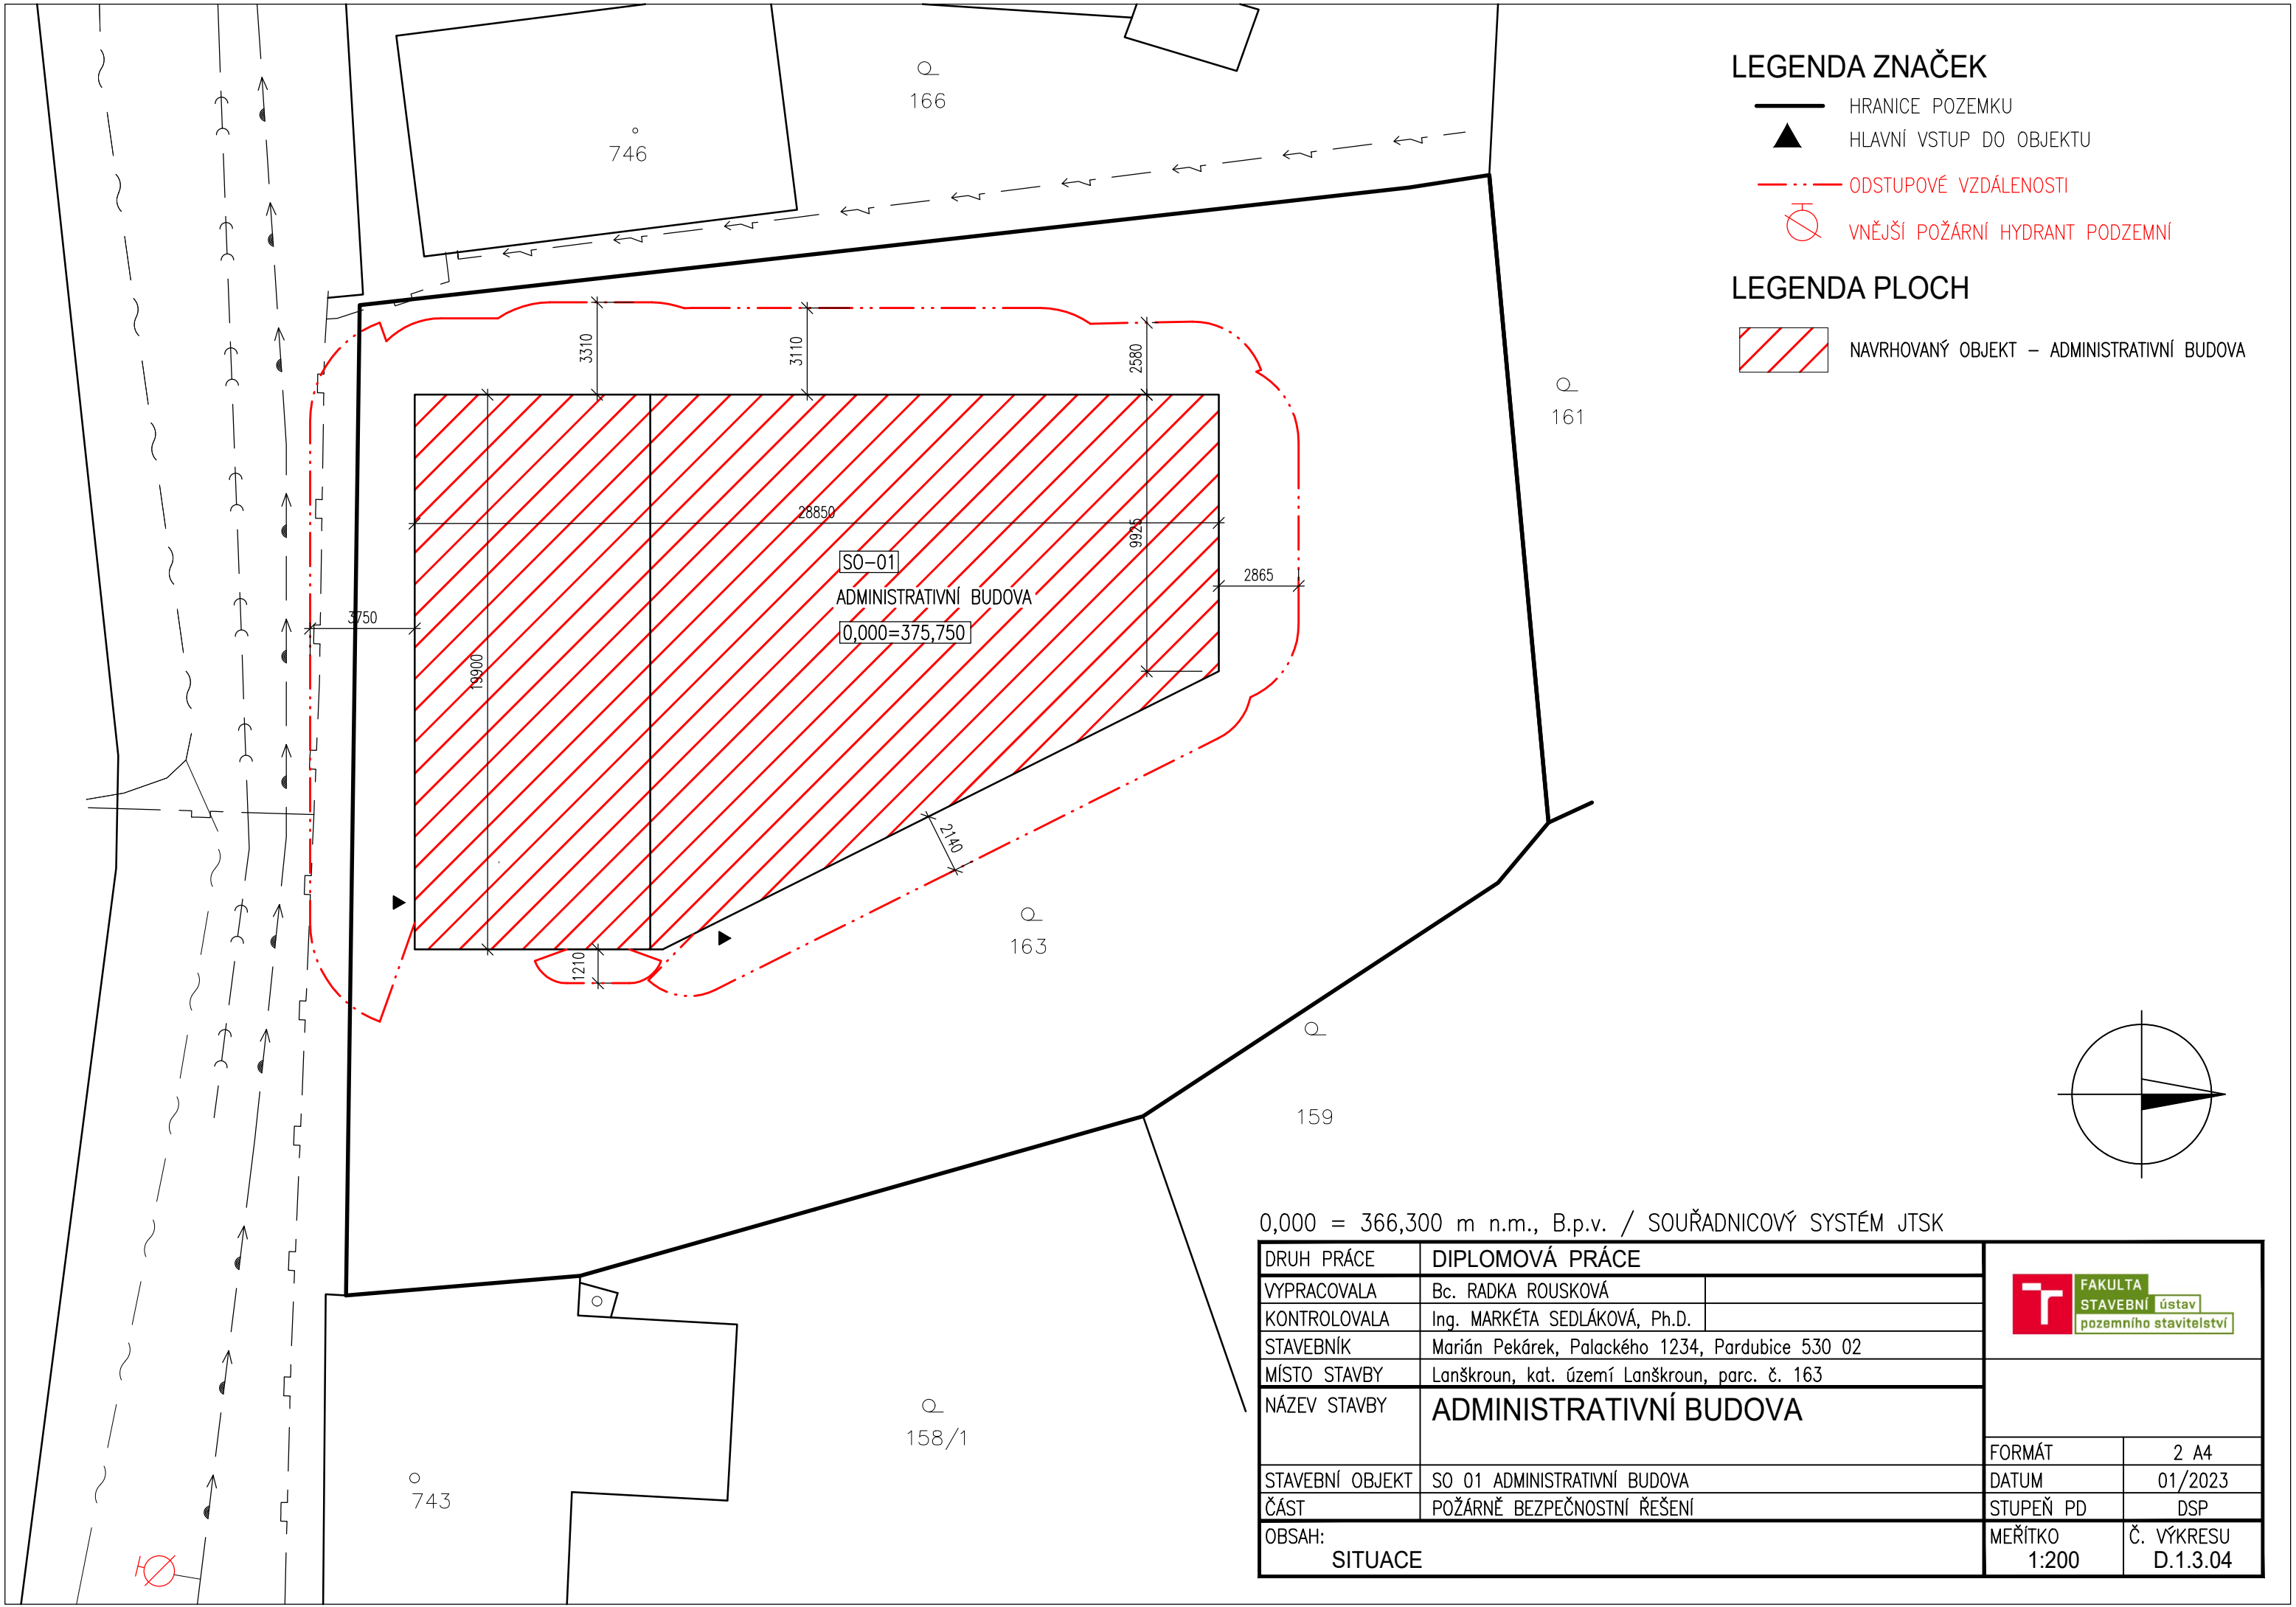 166
746
LEGENDA ZNAČEK
HRANICE POZEMKU
HLAVNÍ VSTUP DO OBJEKTU
ODSTUPOVÉ VZDÁLENOSTI
VNĚJŠÍ POŽÁRNÍ HYDRANT PODZEMNÍ
LEGENDA PLOCH
NAVRHOVANÝ OBJEKT – ADMINISTRATIVNÍ BUDOVA
3310
3110
2580
161
28850
9925
SO-01
ADMINISTRATIVNÍ BUDOVA
0,000=375,750
2865
3750
19900
2140
163
1210
159
158/1
743
0,000 = 366,300 m n.m., B.p.v. / SOUŘADNICOVÝ SYSTÉM JTSK
DRUH PRÁCE DIPLOMOVÁ PRÁCE
VYPRACOVALA Bc. RADKA ROUSKOVÁ
KONTROLOVALA Ing. MARKÉTA SEDLÁKOVÁ, Ph.D.
STAVEBNÍK Marián Pekárek, Palackého 1234, Pardubice 530 02
MÍSTO STAVBY Lanškroun, kat. území Lanškroun, parc. č. 163
NÁZEV STAVBY ADMINISTRATIVNÍ BUDOVA
STAVEBNÍ OBJEKT SO 01 ADMINISTRATIVNÍ BUDOVA
ČÁST POŽÁRNĚ BEZPEČNOSTNÍ ŘEŠENÍ
OBSAH:
SITUACE
FAKULTA
STAVEBNÍ ústav
pozemního stavitelství
FORMÁT 2 A4
DATUM 01/2023
STUPEŇ PD DSP
MEŘÍTKO Č. VÝKRESU
1:200 D.1.3.04